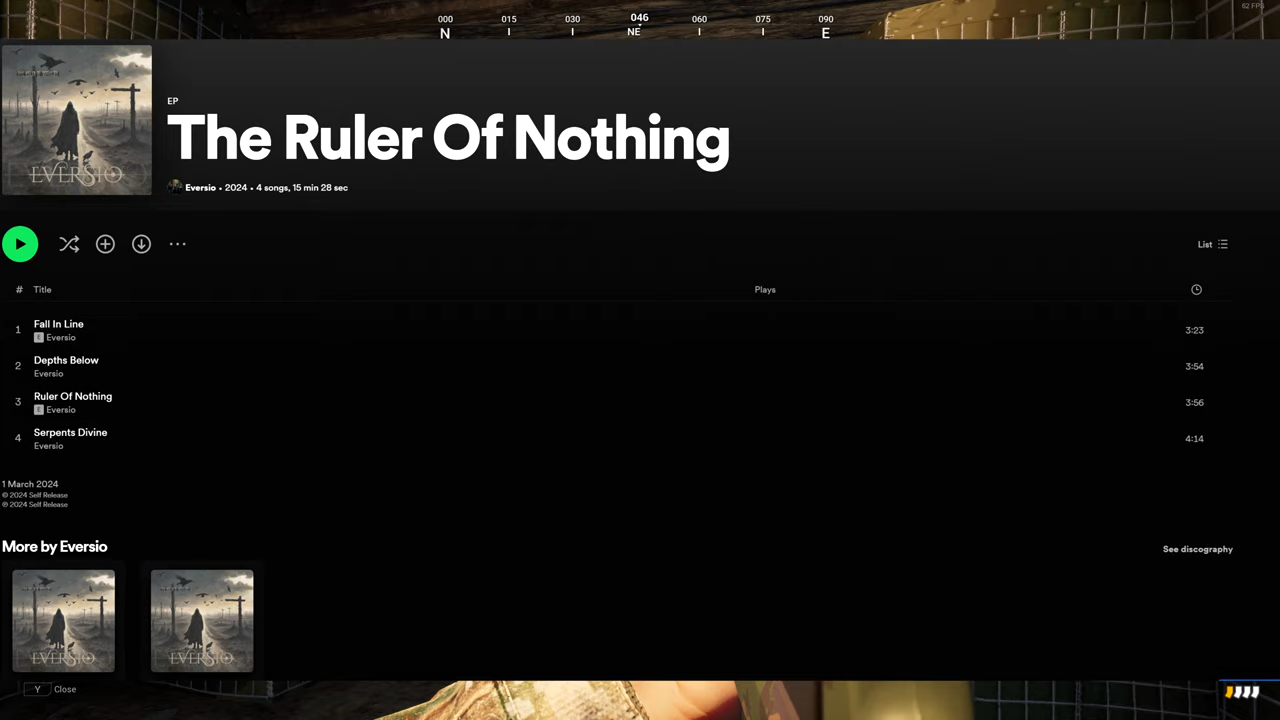 62 FPS
000 015 030 046 060 075 090
N NE E
EP
The Ruler Of Nothing
EVERSIO
Eversio • 2024 • 4 songs, 15 min 28 sec
List
# Title Plays
1 Fall In Line 3:23
E Eversio
2 Depths Below 3:54
Eversio
3 Ruler Of Nothing 3:56
E Eversio
4 Serpents Divine 4:14
Eversio
1 March 2024
© 2024 Self Release
℗ 2024 Self Release
More by Eversio See discography
EVERSIO EVERSIO
Y Close